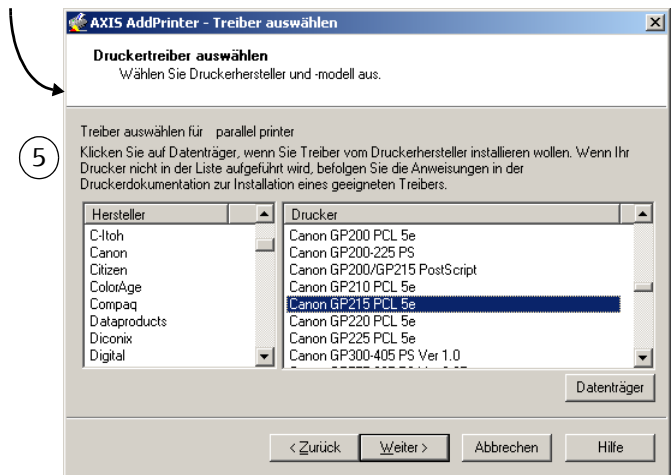 AXIS AddPrinter - Treiber auswählen
Druckertreiber auswählen
Wählen Sie Druckerhersteller und -modell aus.
5
Treiber auswählen für parallel printer
Klicken Sie auf Datenträger, wenn Sie Treiber vom Druckerhersteller installieren wollen. Wenn Ihr
Drucker nicht in der Liste aufgeführt wird, befolgen Sie die Anweisungen in der
Druckerdokumentation zur Installation eines geeigneten Treibers.
Hersteller
C-Itoh
Canon
Citizen
ColorAge
Compaq
Dataproducts
Diconix
Digital
Drucker
Canon GP200 PCL 5e
Canon GP200-225 PS
Canon GP200/GP215 PostScript
Canon GP210 PCL 5e
Canon GP215 PCL 5e
Canon GP220 PCL 5e
Canon GP225 PCL 5e
Canon GP300-405 PS Ver 1.0
Datenträger
< Zurück Weiter > Abbrechen Hilfe